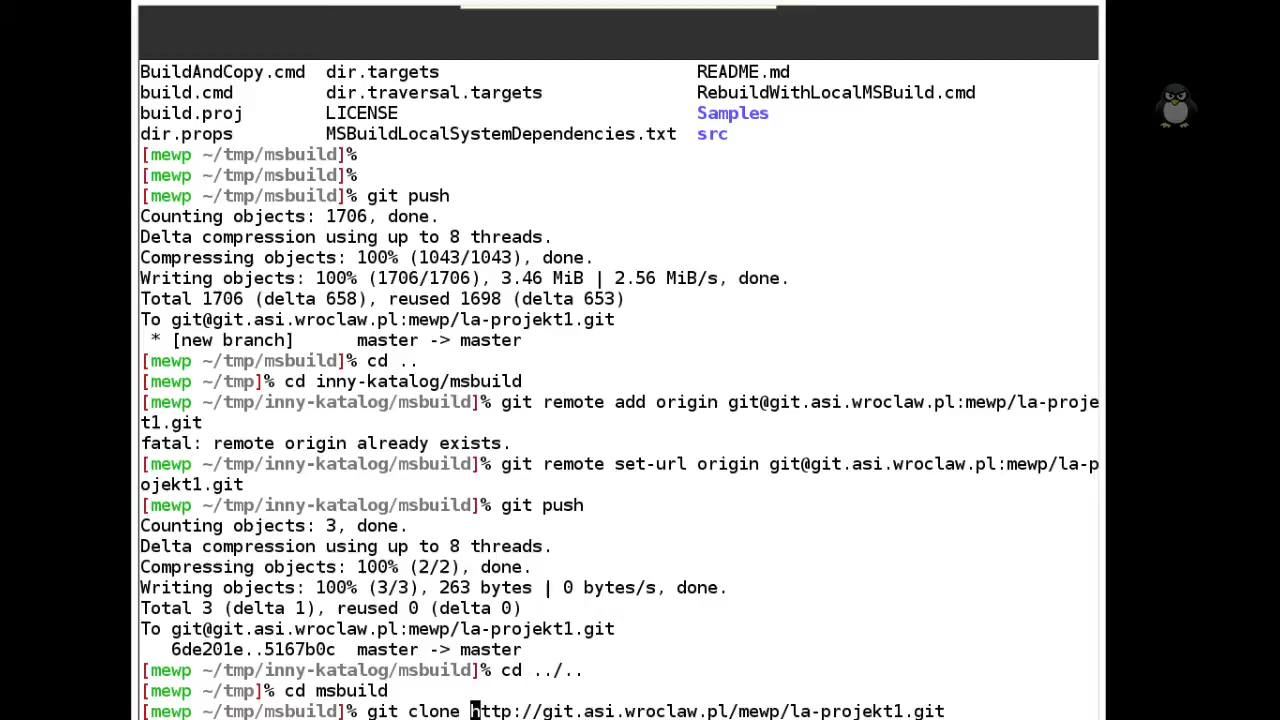 BuildAndCopy.cmd  dir.targets                         README.md
build.cmd         dir.traversal.targets               RebuildWithLocalMSBuild.cmd
build.proj        LICENSE                             Samples
dir.props         MSBuildLocalSystemDependencies.txt  src
[mewp ~/tmp/msbuild]%
[mewp ~/tmp/msbuild]%
[mewp ~/tmp/msbuild]% git push
Counting objects: 1706, done.
Delta compression using up to 8 threads.
Compressing objects: 100% (1043/1043), done.
Writing objects: 100% (1706/1706), 3.46 MiB | 2.56 MiB/s, done.
Total 1706 (delta 658), reused 1698 (delta 653)
To git@git.asi.wroclaw.pl:mewp/la-projekt1.git
 * [new branch]      master -> master
[mewp ~/tmp/msbuild]% cd ..
[mewp ~/tmp]% cd inny-katalog/msbuild
[mewp ~/tmp/inny-katalog/msbuild]% git remote add origin git@git.asi.wroclaw.pl:mewp/la-proje
t1.git
fatal: remote origin already exists.
[mewp ~/tmp/inny-katalog/msbuild]% git remote set-url origin git@git.asi.wroclaw.pl:mewp/la-p
ojekt1.git
[mewp ~/tmp/inny-katalog/msbuild]% git push
Counting objects: 3, done.
Delta compression using up to 8 threads.
Compressing objects: 100% (2/2), done.
Writing objects: 100% (3/3), 263 bytes | 0 bytes/s, done.
Total 3 (delta 1), reused 0 (delta 0)
To git@git.asi.wroclaw.pl:mewp/la-projekt1.git
   6de201e..5167b0c  master -> master
[mewp ~/tmp/inny-katalog/msbuild]% cd ../..
[mewp ~/tmp]% cd msbuild
[mewp ~/tmp/msbuild]% git clone http://git.asi.wroclaw.pl/mewp/la-projekt1.git